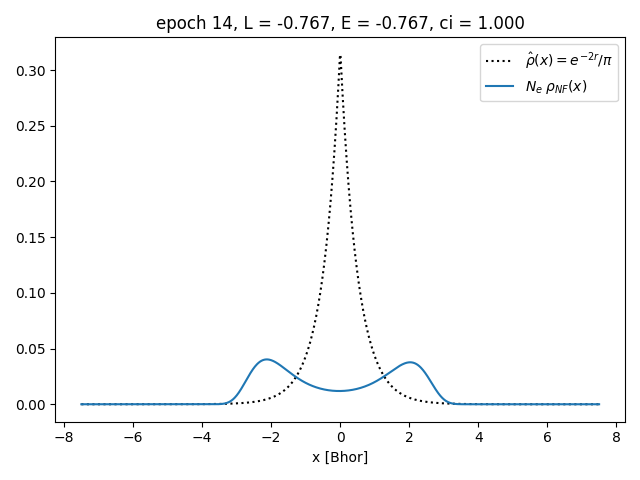 epoch 14, L = -0.767, E = -0.767, ci = 1.000
ρ̂(x) = e^{-2r}/π
N_e ρ_{NF}(x)
0.30
0.25
0.20
0.15
0.10
0.05
0.00
−8 −6 −4 −2 0 2 4 6 8
x [Bhor]